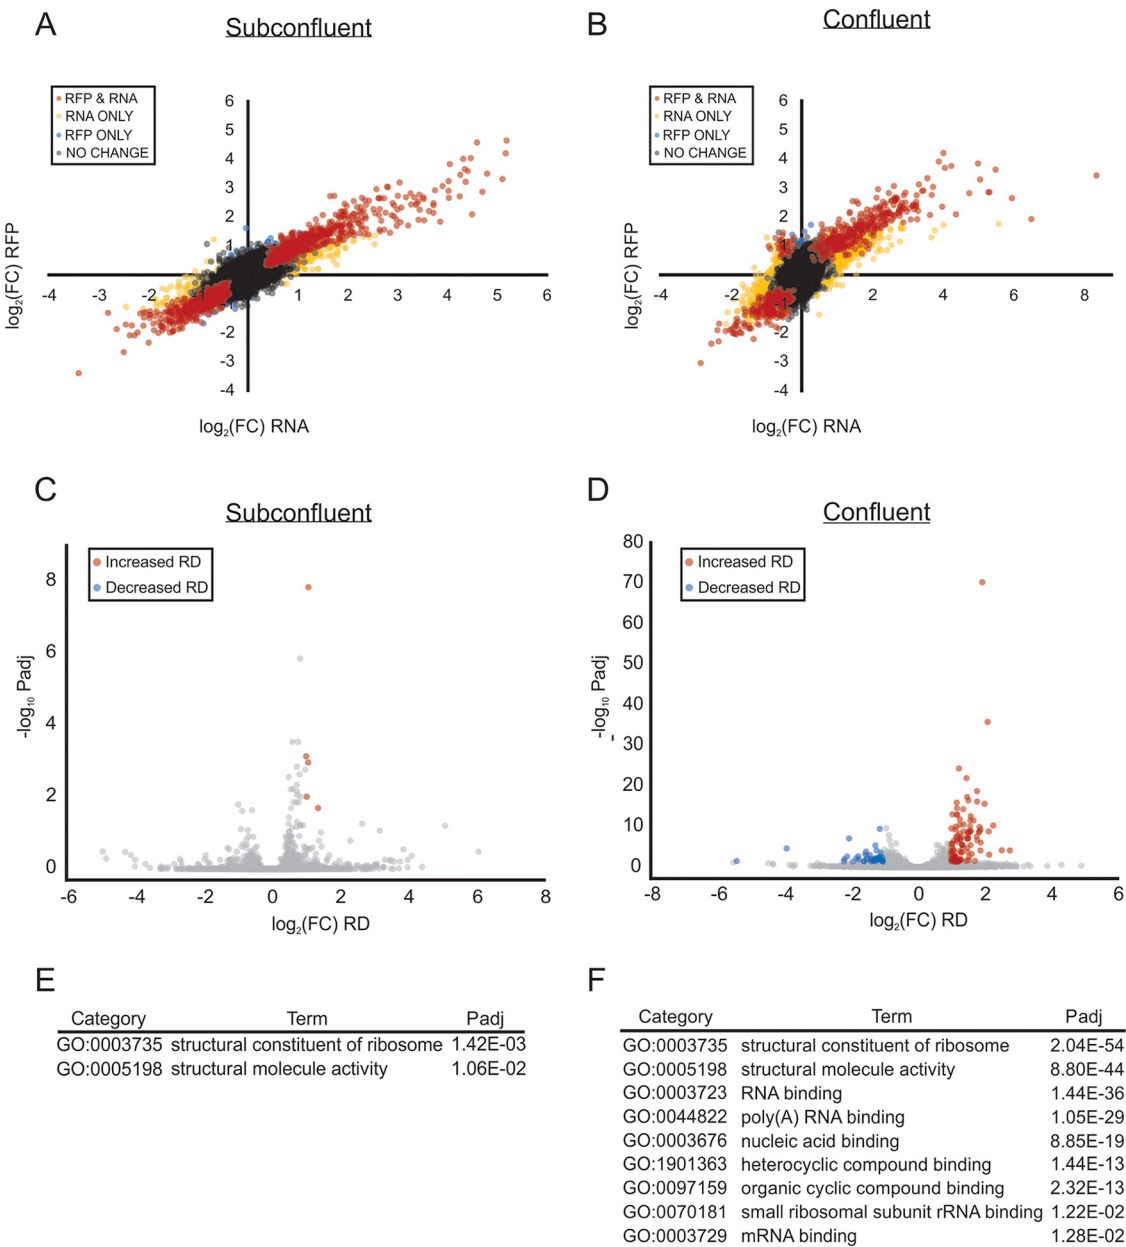 A
Subconfluent
RFP & RNA
RNA ONLY
RFP ONLY
NO CHANGE
6
5
4
3
2
1
-4 -3 -2 -1 1 2 3 4 5 6
-1
-2
-3
-4
log2(FC) RFP
log2(FC) RNA
B
Confluent
RFP & RNA
RNA ONLY
RFP ONLY
NO CHANGE
6
5
4
3
2
1
-4 -2 2 4 6 8
-1
-2
-3
-4
log2(FC) RFP
log2(FC) RNA
C
Subconfluent
Increased RD
Decreased RD
8
6
4
2
0
-6 -4 -2 0 2 4 6 8
-log10 Padj
log2(FC) RD
D
Confluent
Increased RD
Decreased RD
80
70
60
50
40
30
20
10
0
-8 -6 -4 -2 0 2 4 6
-log10 Padj
-
log2(FC) RD
E
Category Term Padj
GO:0003735 structural constituent of ribosome 1.42E-03
GO:0005198 structural molecule activity 1.06E-02
F
Category Term Padj
GO:0003735 structural constituent of ribosome 2.04E-54
GO:0005198 structural molecule activity 8.80E-44
GO:0003723 RNA binding 1.44E-36
GO:0044822 poly(A) RNA binding 1.05E-29
GO:0003676 nucleic acid binding 8.85E-19
GO:1901363 heterocyclic compound binding 1.44E-13
GO:0097159 organic cyclic compound binding 2.32E-13
GO:0070181 small ribosomal subunit rRNA binding 1.22E-02
GO:0003729 mRNA binding 1.28E-02